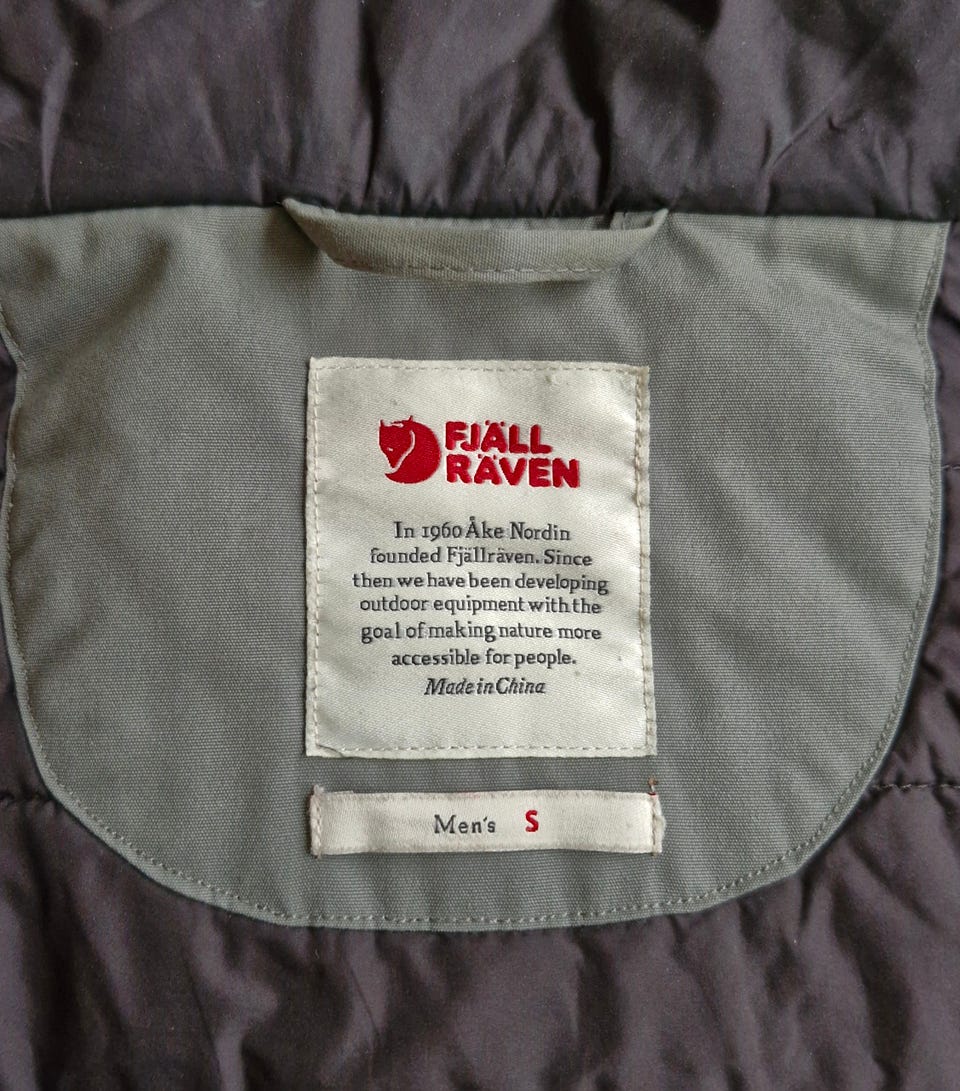 FJÄLL
RÄVEN
In 1960 Åke Nordin
founded Fjällräven. Since
then we have been developing
outdoor equipment with the
goal of making nature more
accessible for people.
Made in China
Men's S